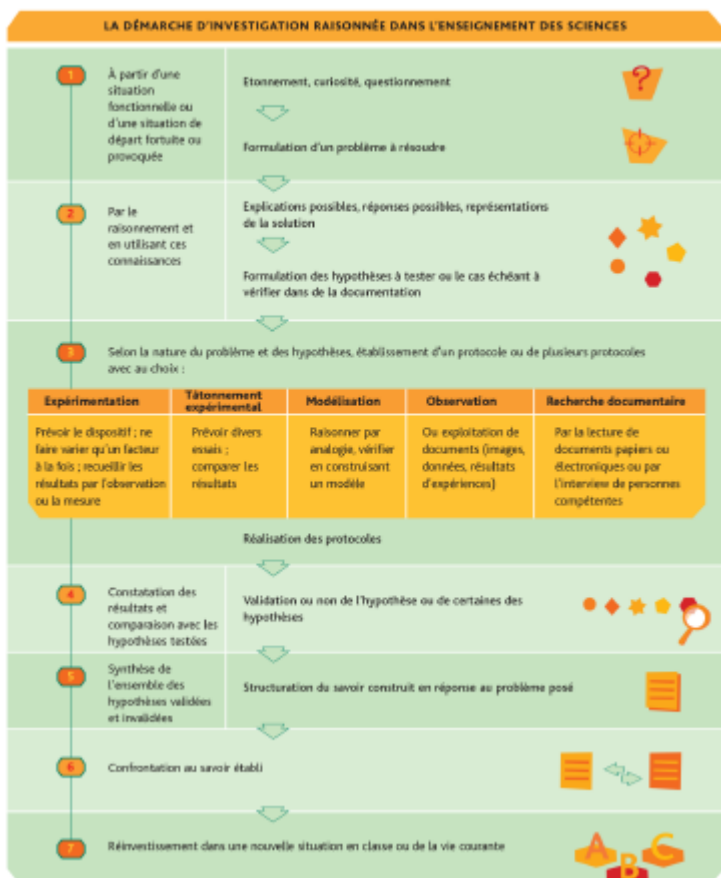 LA DÉMARCHE D'INVESTIGATION RAISONNÉE DANS L'ENSEIGNEMENT DES SCIENCES
1
À partir d'une
situation
fonctionnelle ou
d'une situation de
départ fortuite ou
provoquée
Etonnement, curiosité, questionnement
?
Formulation d'un problème à résoudre
2
Par le
raisonnement et
en utilisant ces
connaissances
Explications possibles, réponses possibles, représentations
de la solution
Formulation des hypothèses à tester ou le cas échéant à
vérifier dans de la documentation
3
Selon la nature du problème et des hypothèses, établissement d'un protocole ou de plusieurs protocoles
avec au choix :
Expérimentation
Prévoir le dispositif ; ne
faire varier qu'un facteur
à la fois ; recueillir les
résultats par l'observation
ou la mesure
Tâtonnement
expérimental
Prévoir divers
essais ;
comparer les
résultats
Modélisation
Raisonner par
analogie, vérifier
en construisant
un modèle
Observation
Ou exploitation de
documents (images,
données, résultats
d'expériences)
Recherche documentaire
Par la lecture de
documents papiers ou
électroniques ou par
l'interview de personnes
compétentes
Réalisation des protocoles
4
Constatation des
résultats et
comparaison avec les
hypothèses testées
Validation ou non de l'hypothèse ou de certaines des
hypothèses
5
Synthèse de
l'ensemble des
hypothèses validées
et invalidées
Structuration du savoir construit en réponse au problème posé
6
Confrontation au savoir établi
7
Réinvestissement dans une nouvelle situation en classe ou de la vie courante
A B C